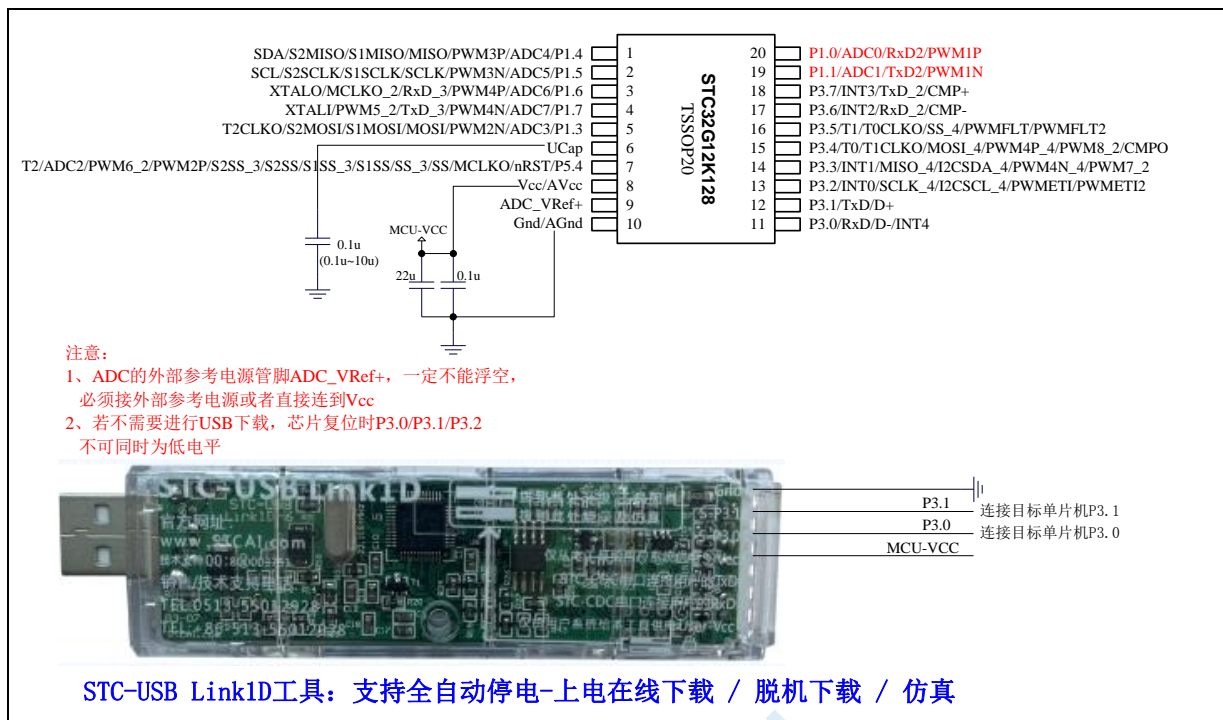 SDA/S2MISO/S1MISO/MISO/PWM3P/ADC4/P1.4 1
SCL/S2SCLK/S1SCLK/SCLK/PWM3N/ADC5/P1.5 2
XTALO/MCLKO_2/RxD_3/PWM4P/ADC6/P1.6 3
XTALI/PWM5_2/TxD_3/PWM4N/ADC7/P1.7 4
T2CLKO/S2MOSI/S1MOSI/MOSI/PWM2N/ADC3/P1.3 5
UCap 6
T2/ADC2/PWM6_2/PWM2P/S2SS_3/S2SS/S1SS_3/S1SS/SS_3/SS/MCLKO/nRST/P5.4 7
Vcc/AVcc 8
ADC_VRef+ 9
Gnd/AGnd 10
STC32G12K128
TSSOP20
20 P1.0/ADC0/RxD2/PWM1P
19 P1.1/ADC1/TxD2/PWM1N
18 P3.7/INT3/TxD_2/CMP+
17 P3.6/INT2/RxD_2/CMP-
16 P3.5/T1/T0CLKO/SS_4/PWMFLT/PWMFLT2
15 P3.4/T0/T1CLKO/MOSI_4/PWM4P_4/PWM8_2/CMPO
14 P3.3/INT1/MISO_4/I2CSDA_4/PWM4N_4/PWM7_2
13 P3.2/INT0/SCLK_4/I2CSCL_4/PWMETI/PWMETI2
12 P3.1/TxD/D+
11 P3.0/RxD/D-/INT4
0.1u
(0.1u~10u)
MCU-VCC
22u
0.1u
注意：
1、ADC的外部参考电源管脚ADC_VRef+，一定不能浮空，
必须接外部参考电源或者直接连到Vcc
2、若不需要进行USB下载，芯片复位时P3.0/P3.1/P3.2
不可同时为低电平
STC-USB Link1D
官方网址
www.STCAI.com
TEL:0513-55012928
Gnd
P3.1 连接目标单片机P3.1
P3.0 连接目标单片机P3.0
MCU-VCC
STC-USB Link1D工具：支持全自动停电-上电在线下载 / 脱机下载 / 仿真